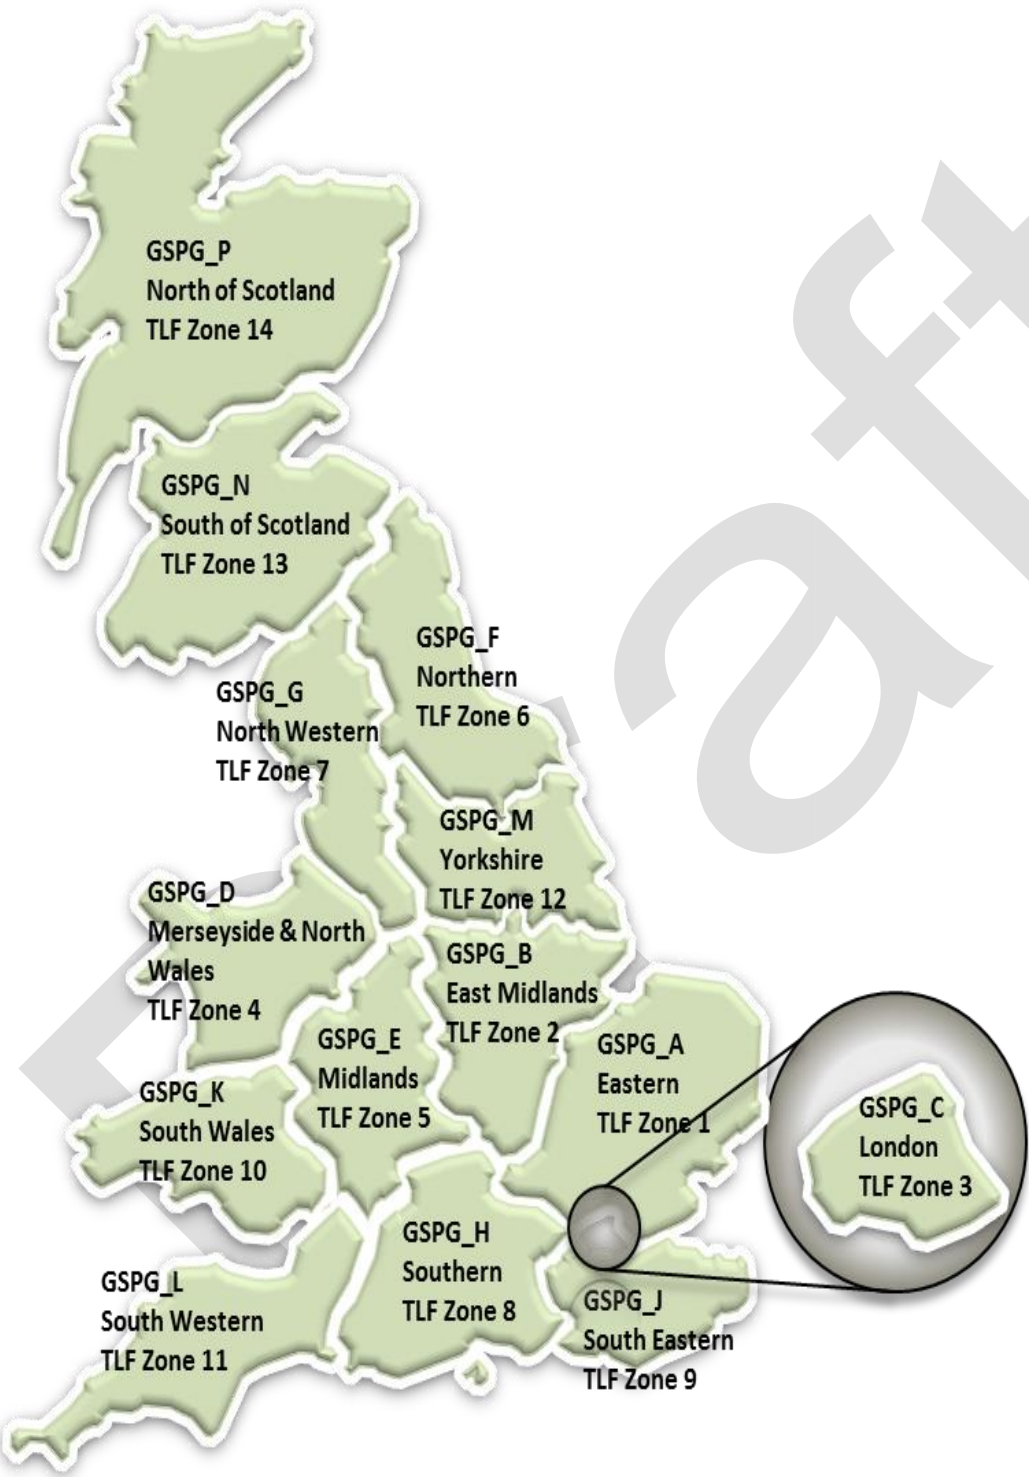 GSPG_P
North of Scotland
TLF Zone 14
GSPG_N
South of Scotland
TLF Zone 13
GSPG_F
Northern
TLF Zone 6
GSPG_G
North Western
TLF Zone 7
GSPG_M
Yorkshire
TLF Zone 12
GSPG_D
Merseyside & North
Wales
TLF Zone 4
GSPG_B
East Midlands
TLF Zone 2
GSPG_E
Midlands
TLF Zone 5
GSPG_A
Eastern
TLF Zone 1
GSPG_K
South Wales
TLF Zone 10
GSPG_C
London
TLF Zone 3
GSPG_H
Southern
TLF Zone 8
GSPG_L
South Western
TLF Zone 11
GSPG_J
South Eastern
TLF Zone 9
Draft